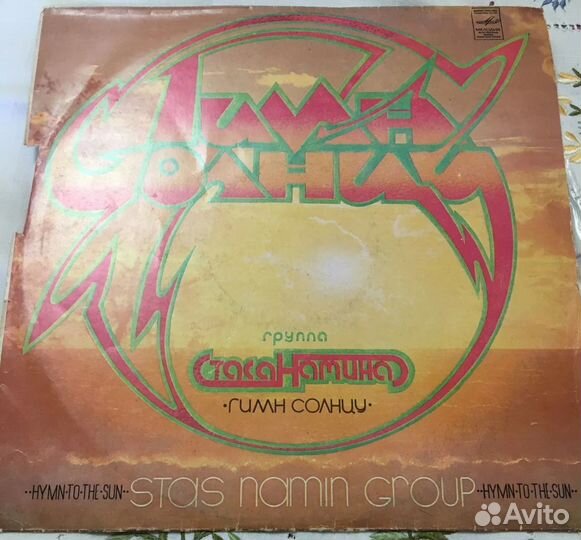 Гимн
Солнцу
группа
Стаса Намина
·ГИМН СОЛНЦУ·
··HYMN·TO·THE·SUN·· STAS NAMIN GROUP ··HYMN·TO·THE·SUN··
Avito